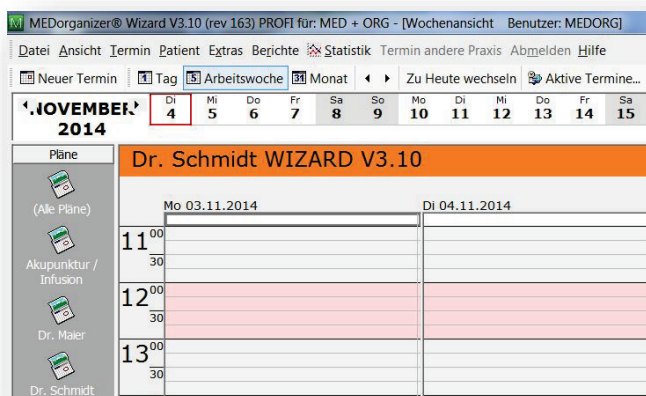 MEDorganizer® Wizard V3.10 (rev 163) PROFI für: MED + ORG - [Wochenansicht Benutzer: MEDORG]
Datei Ansicht Termin Patient Extras Berichte Statistik Termin andere Praxis Abmelden Hilfe
Neuer Termin 1 Tag 5 Arbeitswoche 31 Monat Zu Heute wechseln Aktive Termine...
NOVEMBER Di Mi Do Fr Sa So Mo Di Mi Do Fr Sa
2014 4 5 6 7 8 9 10 11 12 13 14 15
Pläne Dr. Schmidt WIZARD V3.10
(Alle Pläne) Mo 03.11.2014 Di 04.11.2014
11 00
30
Akupunktur /
Infusion
12 00
30
Dr. Maier
13 00
30
Dr. Schmidt